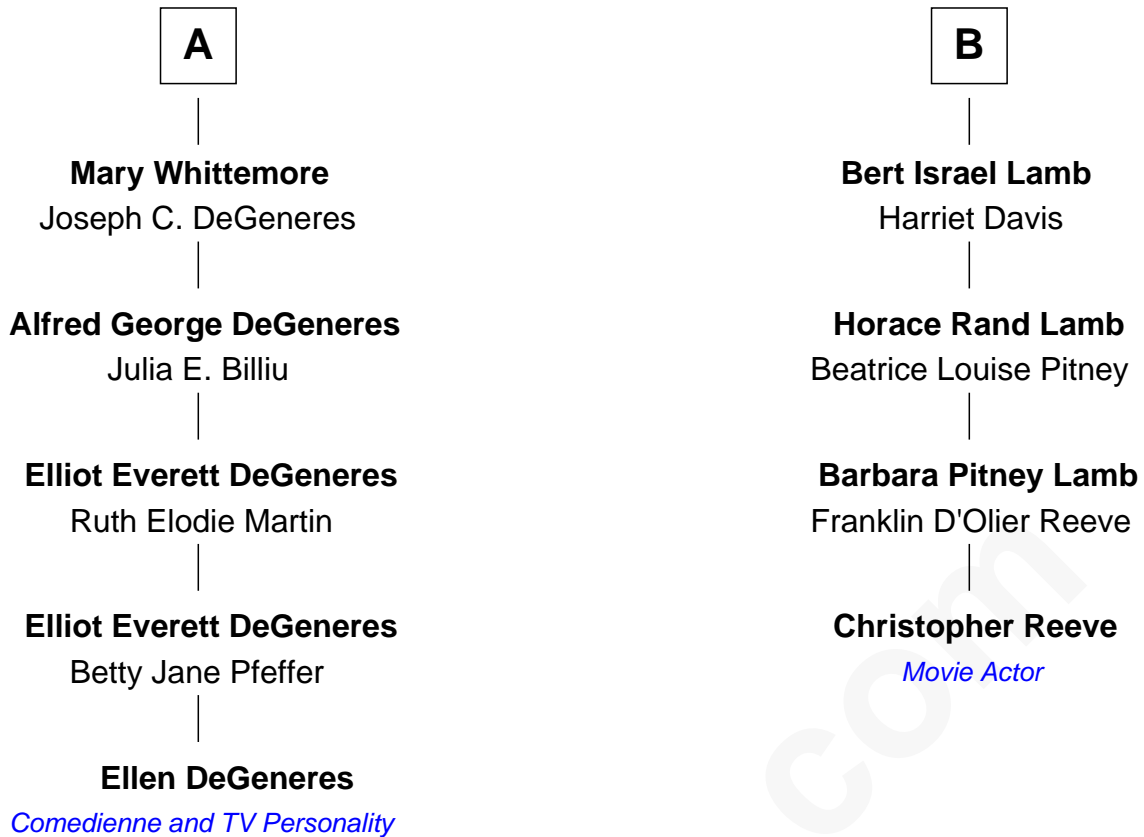 A
Mary Whittemore
Joseph C. DeGeneres
Alfred George DeGeneres
Julia E. Billiu
Elliot Everett DeGeneres
Ruth Elodie Martin
Elliot Everett DeGeneres
Betty Jane Pfeffer
Ellen DeGeneres
Comedienne and TV Personality
B
Bert Israel Lamb
Harriet Davis
Horace Rand Lamb
Beatrice Louise Pitney
Barbara Pitney Lamb
Franklin D'Olier Reeve
Christopher Reeve
Movie Actor
com